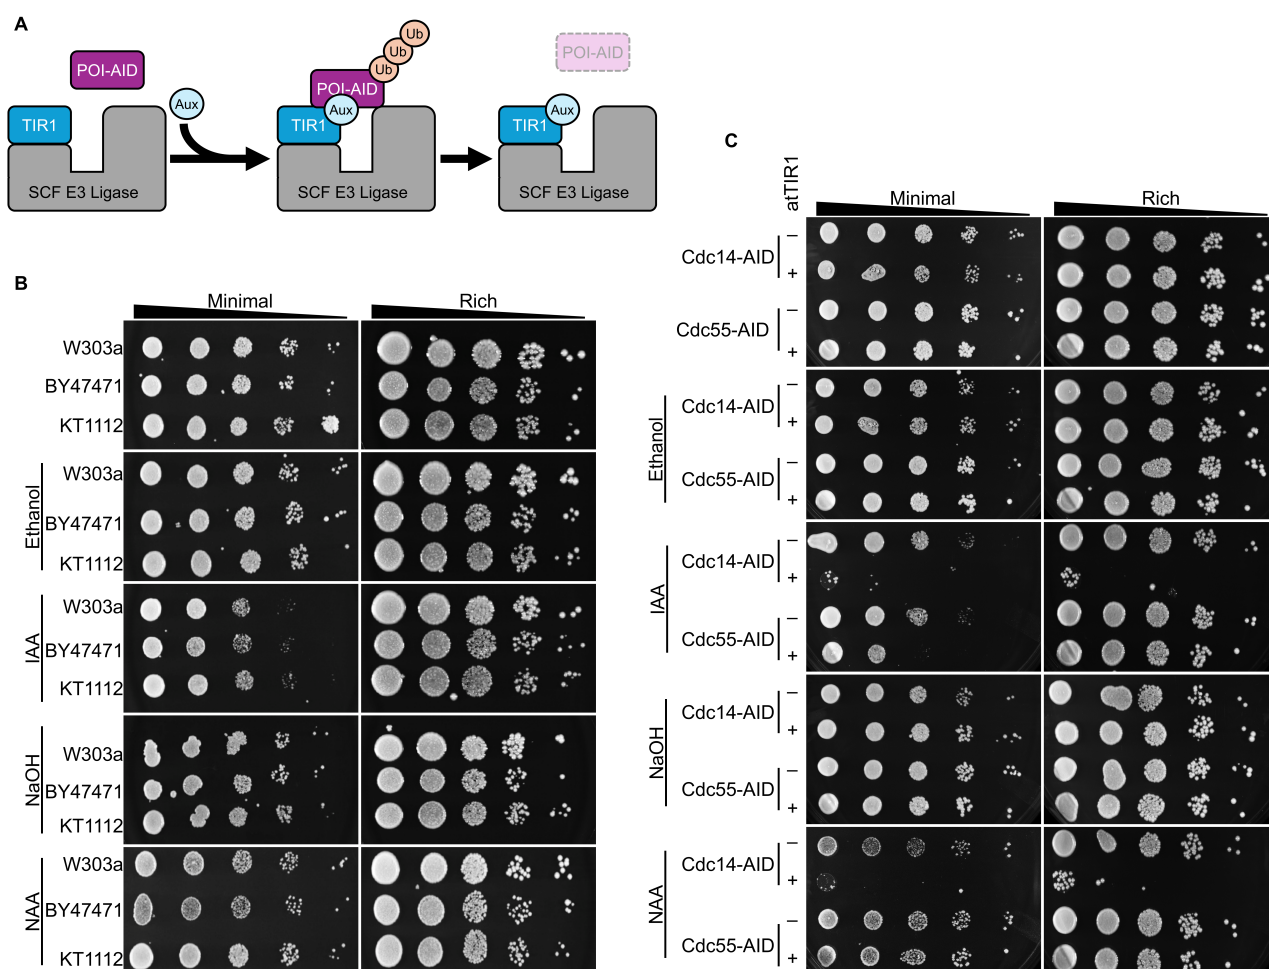 A
POI-AID
TIR1
Aux
SCF E3 Ligase
Ub
Ub
Ub
POI-AID
TIR1
Aux
SCF E3 Ligase
POI-AID
TIR1
Aux
SCF E3 Ligase
B
Minimal
Rich
W303a
BY47471
KT1112
Ethanol
W303a
BY47471
KT1112
IAA
W303a
BY47471
KT1112
NaOH
W303a
BY47471
KT1112
NAA
W303a
BY47471
KT1112
C
atTIR1
Minimal
Rich
Cdc14-AID
–
+
Cdc55-AID
–
+
Ethanol
Cdc14-AID
–
+
Cdc55-AID
–
+
IAA
Cdc14-AID
–
+
Cdc55-AID
–
+
NaOH
Cdc14-AID
–
+
Cdc55-AID
–
+
NAA
Cdc14-AID
–
+
Cdc55-AID
–
+